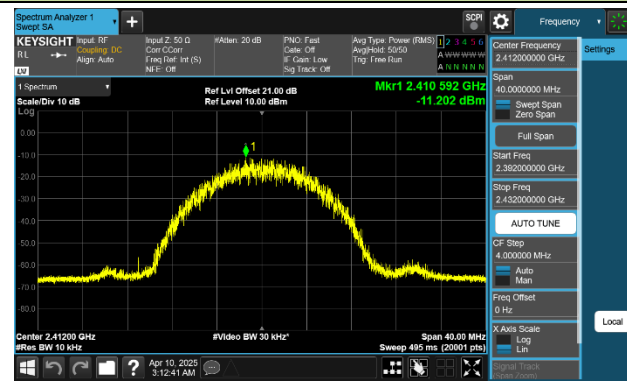 Spectrum Analyzer 1
Swept SA
SCPI
Frequency
KEYSIGHT
RL
LXI
Input: RF
Coupling: DC
Align: Auto
Input Z: 50 Ω
Corr CCorr
Freq Ref: Int (S)
NFE: Off
#Atten: 20 dB
PNO: Fast
Gate: Off
IF Gain: Low
Sig Track: Off
Avg Type: Power (RMS)
Avg|Hold: 50/50
Trig: Free Run
1 2 3 4 5 6
A W W W W W
A N N N N N
1 Spectrum
Scale/Div 10 dB
Log
Ref Lvl Offset 21.00 dB
Ref Level 10.00 dBm
Mkr1 2.410 592 GHz
-11.202 dBm
1
0.00
-10.0
-20.0
-30.0
-40.0
-50.0
-60.0
-70.0
-80.0
Center 2.41200 GHz
#Res BW 10 kHz
#Video BW 30 kHz*
Span 40.00 MHz
Sweep 495 ms (20001 pts)
Apr 10, 2025
3:12:41 AM
Center Frequency
2.412000000 GHz
Span
40.0000000 MHz
Swept Span
Zero Span
Full Span
Start Freq
2.392000000 GHz
Stop Freq
2.432000000 GHz
AUTO TUNE
CF Step
4.000000 MHz
Auto
Man
Freq Offset
0 Hz
X Axis Scale
Log
Lin
Signal Track
(Span Zoom)
Settings
Local